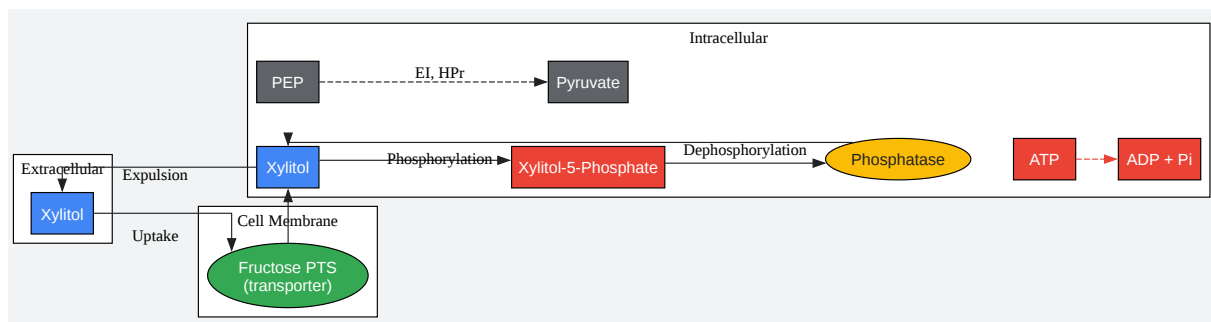 Intracellular
PEP
EI, HPr
Pyruvate
Xylitol
Phosphorylation
Xylitol-5-Phosphate
Dephosphorylation
Phosphatase
ATP
ADP + Pi
Extracellular
Expulsion
Xylitol
Uptake
Cell Membrane
Fructose PTS
(transporter)